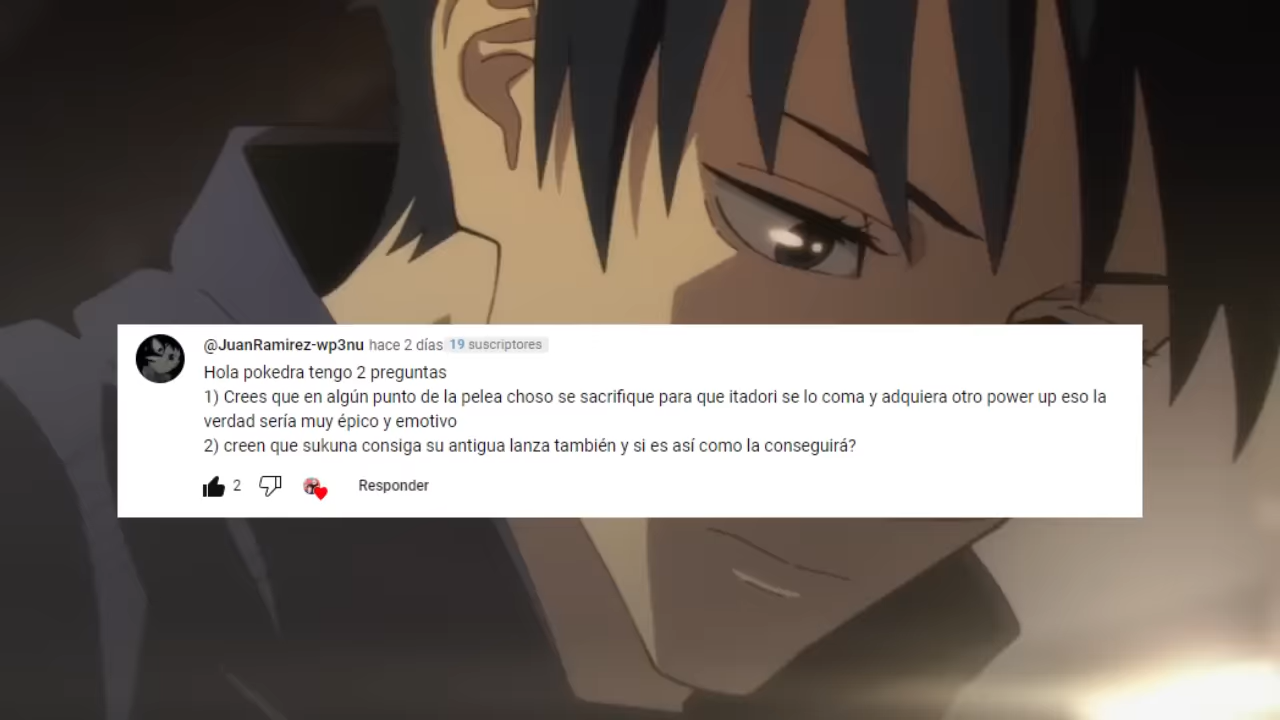 @JuanRamirez-wp3nu hace 2 días 19 suscriptores
Hola pokedra tengo 2 preguntas
1) Crees que en algún punto de la pelea choso se sacrifique para que itadori se lo coma y adquiera otro power up eso la
verdad sería muy épico y emotivo
2) creen que sukuna consiga su antigua lanza también y si es así como la conseguirá?
2 Responder